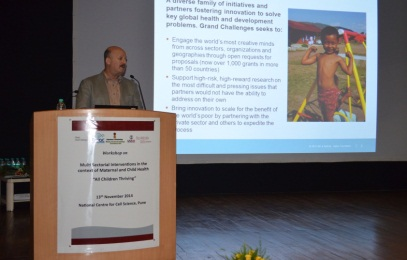 A diverse family of initiatives and
partners fostering innovation to solve
key global health and development
problems. Grand Challenges seeks to:
• Engage the world's most creative minds
from across sectors, organizations and
geographies through open requests for
proposals (now over 1,000 grants in more
than 50 countries)
• Support high-risk, high-reward research on
the most difficult and pressing issues that
partners would not have the ability to
address on their own
• Bring innovation to scale for the benefit of
the world's poor by partnering with the
private sector and others to expedite the
process
Workshop on
Multi Sectorial Interventions in the
context of Maternal and Child Health
"All Children Thriving"
13th November 2014
National Centre for Cell Science, Pune